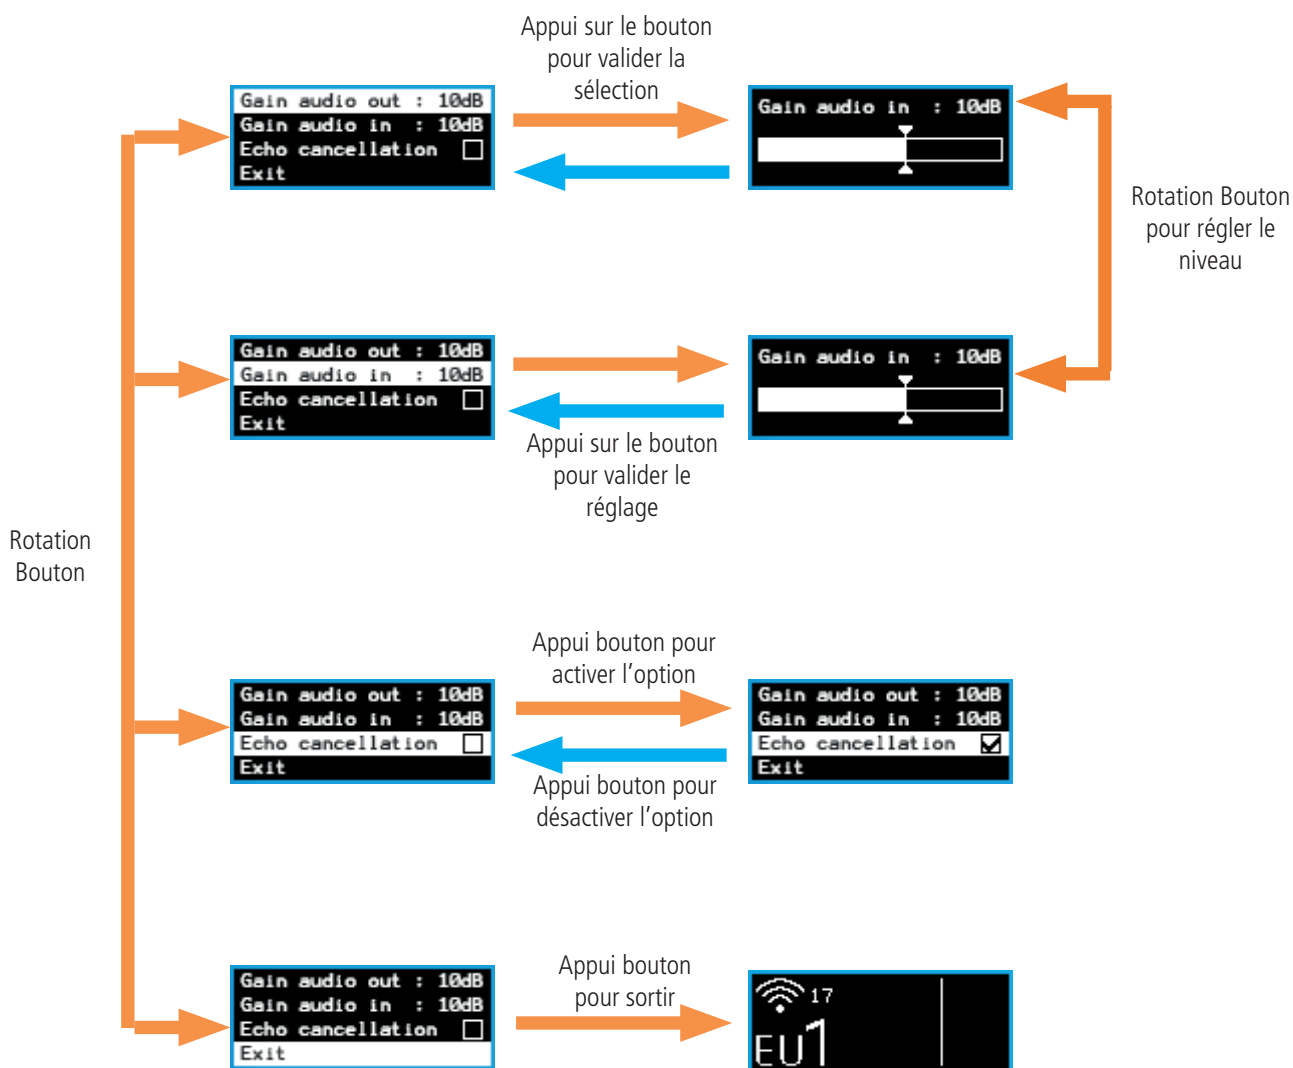 Appui sur le bouton
pour valider la
sélection
Gain audio out : 10dB
Gain audio in : 10dB
Echo cancellation
Exit
Gain audio in : 10dB
Rotation Bouton
pour régler le
niveau
Gain audio out : 10dB
Gain audio in : 10dB
Echo cancellation
Exit
Gain audio in : 10dB
Appui sur le bouton
pour valider le
réglage
Rotation
Bouton
Appui bouton pour
activer l’option
Gain audio out : 10dB
Gain audio in : 10dB
Echo cancellation
Exit
Gain audio out : 10dB
Gain audio in : 10dB
Echo cancellation
Exit
Appui bouton pour
désactiver l’option
Appui bouton
pour sortir
Gain audio out : 10dB
Gain audio in : 10dB
Echo cancellation
Exit
17
EU1